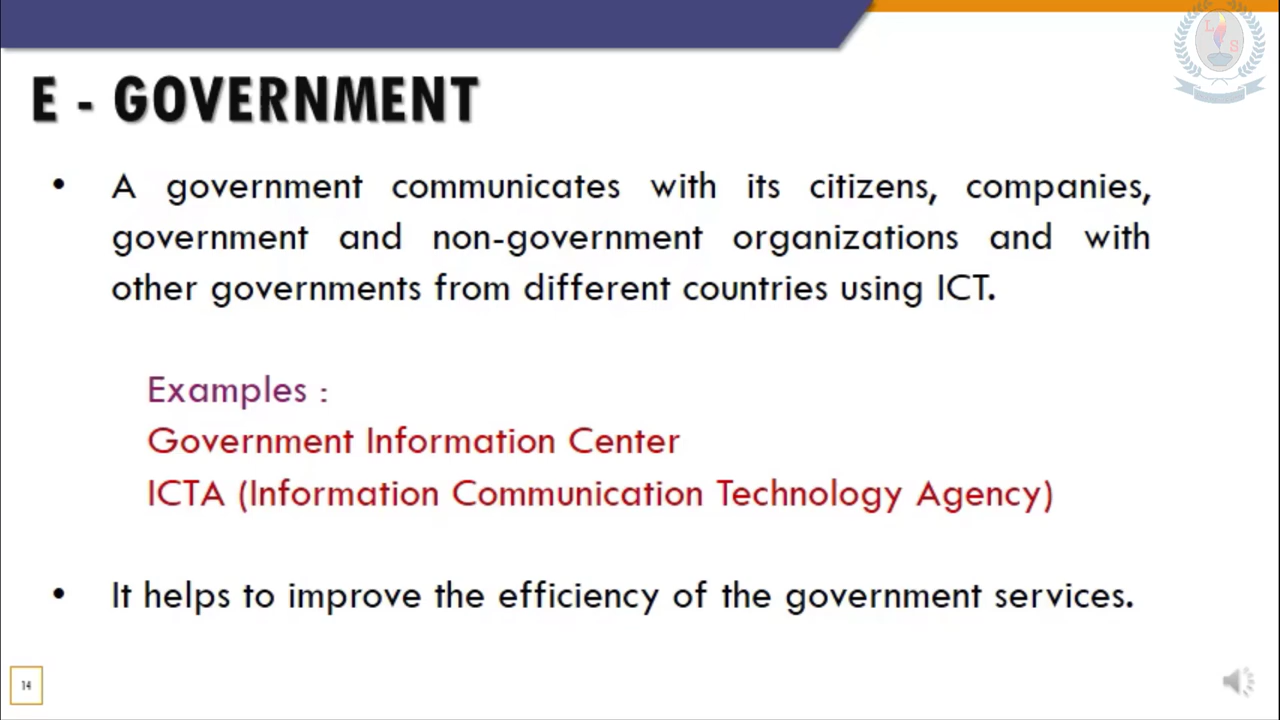 L
S
E - GOVERNMENT
• A government communicates with its citizens, companies,
government and non-government organizations and with
other governments from different countries using ICT.
Examples :
Government Information Center
ICTA (Information Communication Technology Agency)
• It helps to improve the efficiency of the government services.
14